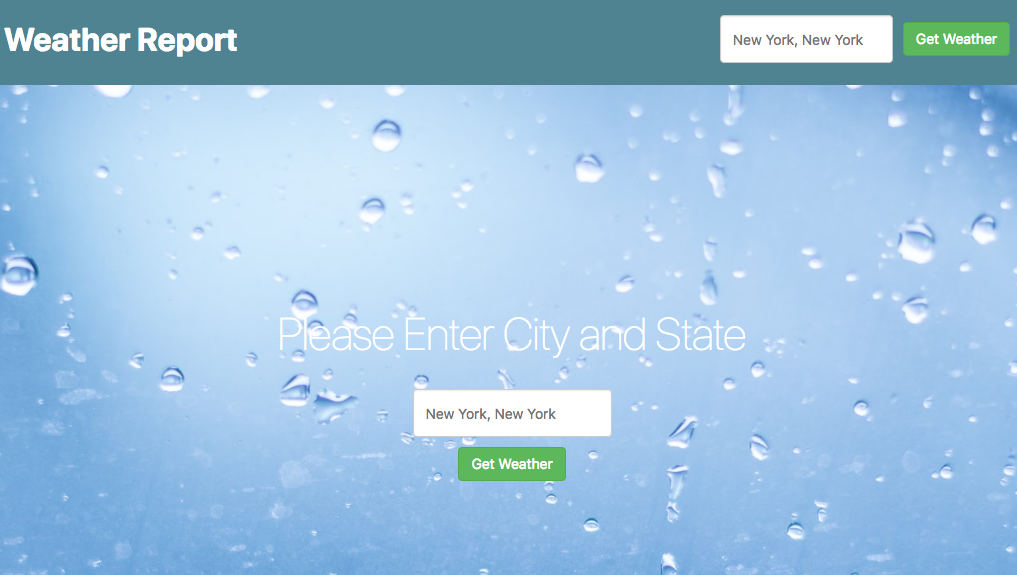 Weather Report
New York, New York
Get Weather
Please Enter City and State
New York, New York
Get Weather